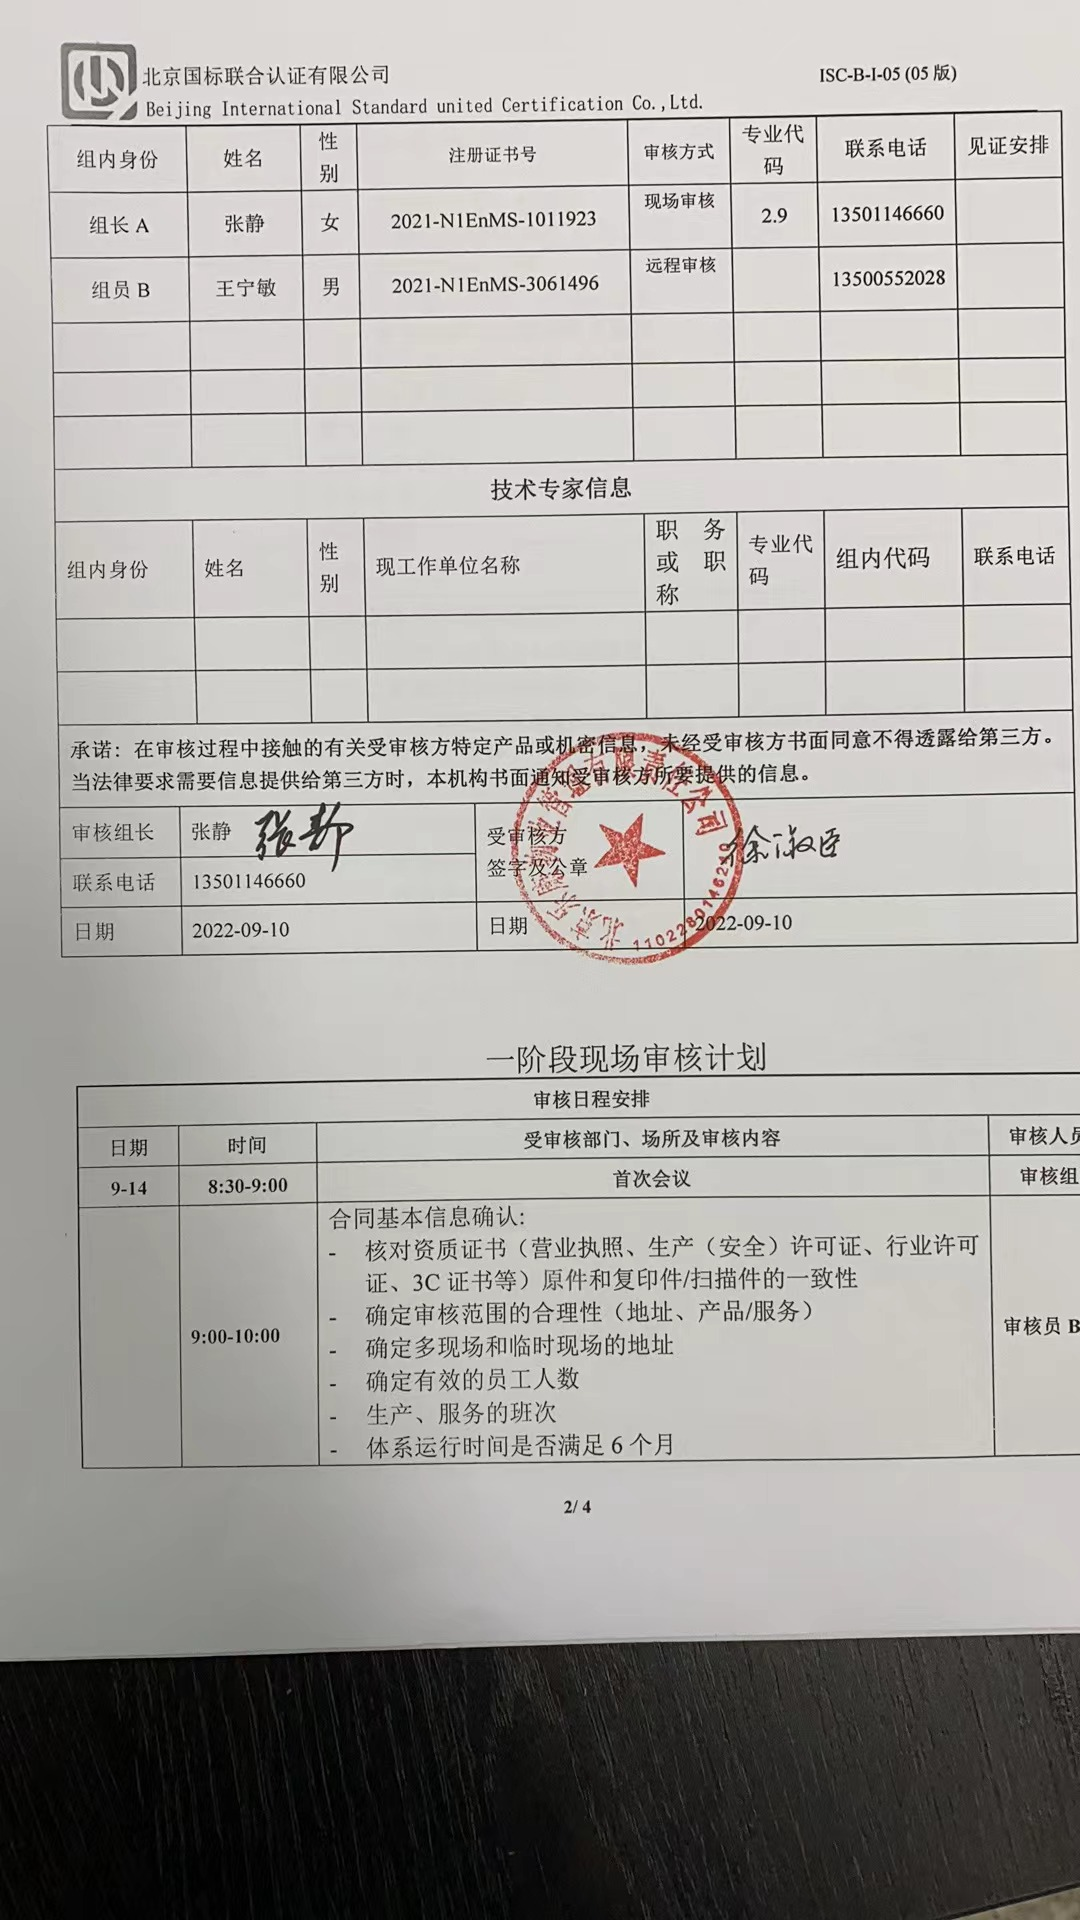 北京国标联合认证有限公司
ISC-B-I-05 (05 版)
Beijing International Standard united Certification Co.,Ltd.
组内身份 姓名 性别 注册证书号 审核方式 专业代码 联系电话 见证安排
组长 A 张静 女 2021-N1EnMS-1011923 现场审核 2.9 13501146660
组员 B 王宁敏 男 2021-N1EnMS-3061496 远程审核 13500552028
技术专家信息
组内身份 姓名 性别 现工作单位名称 职务或职称 专业代码 组内代码 联系电话
承诺：在审核过程中接触的有关受审核方特定产品或机密信息，未经受审核方书面同意不得透露给第三方。
当法律要求需要信息提供给第三方时，本机构书面通知受审核方所要提供的信息。
审核组长 张静 张静
受审核方
签字及公章
徐淑臣
联系电话 13501146660
日期 2022-09-10 日期 2022-09-10
业管理有限责任公司
1102280146240
一阶段现场审核计划
审核日程安排
日期 时间 受审核部门、场所及审核内容 审核人员
9-14 8:30-9:00 首次会议 审核组
9:00-10:00
合同基本信息确认:
- 核对资质证书（营业执照、生产（安全）许可证、行业许可
证、3C 证书等）原件和复印件/扫描件的一致性
- 确定审核范围的合理性（地址、产品/服务）
- 确定多现场和临时现场的地址
- 确定有效的员工人数
- 生产、服务的班次
- 体系运行时间是否满足 6 个月
审核员 B
2/ 4